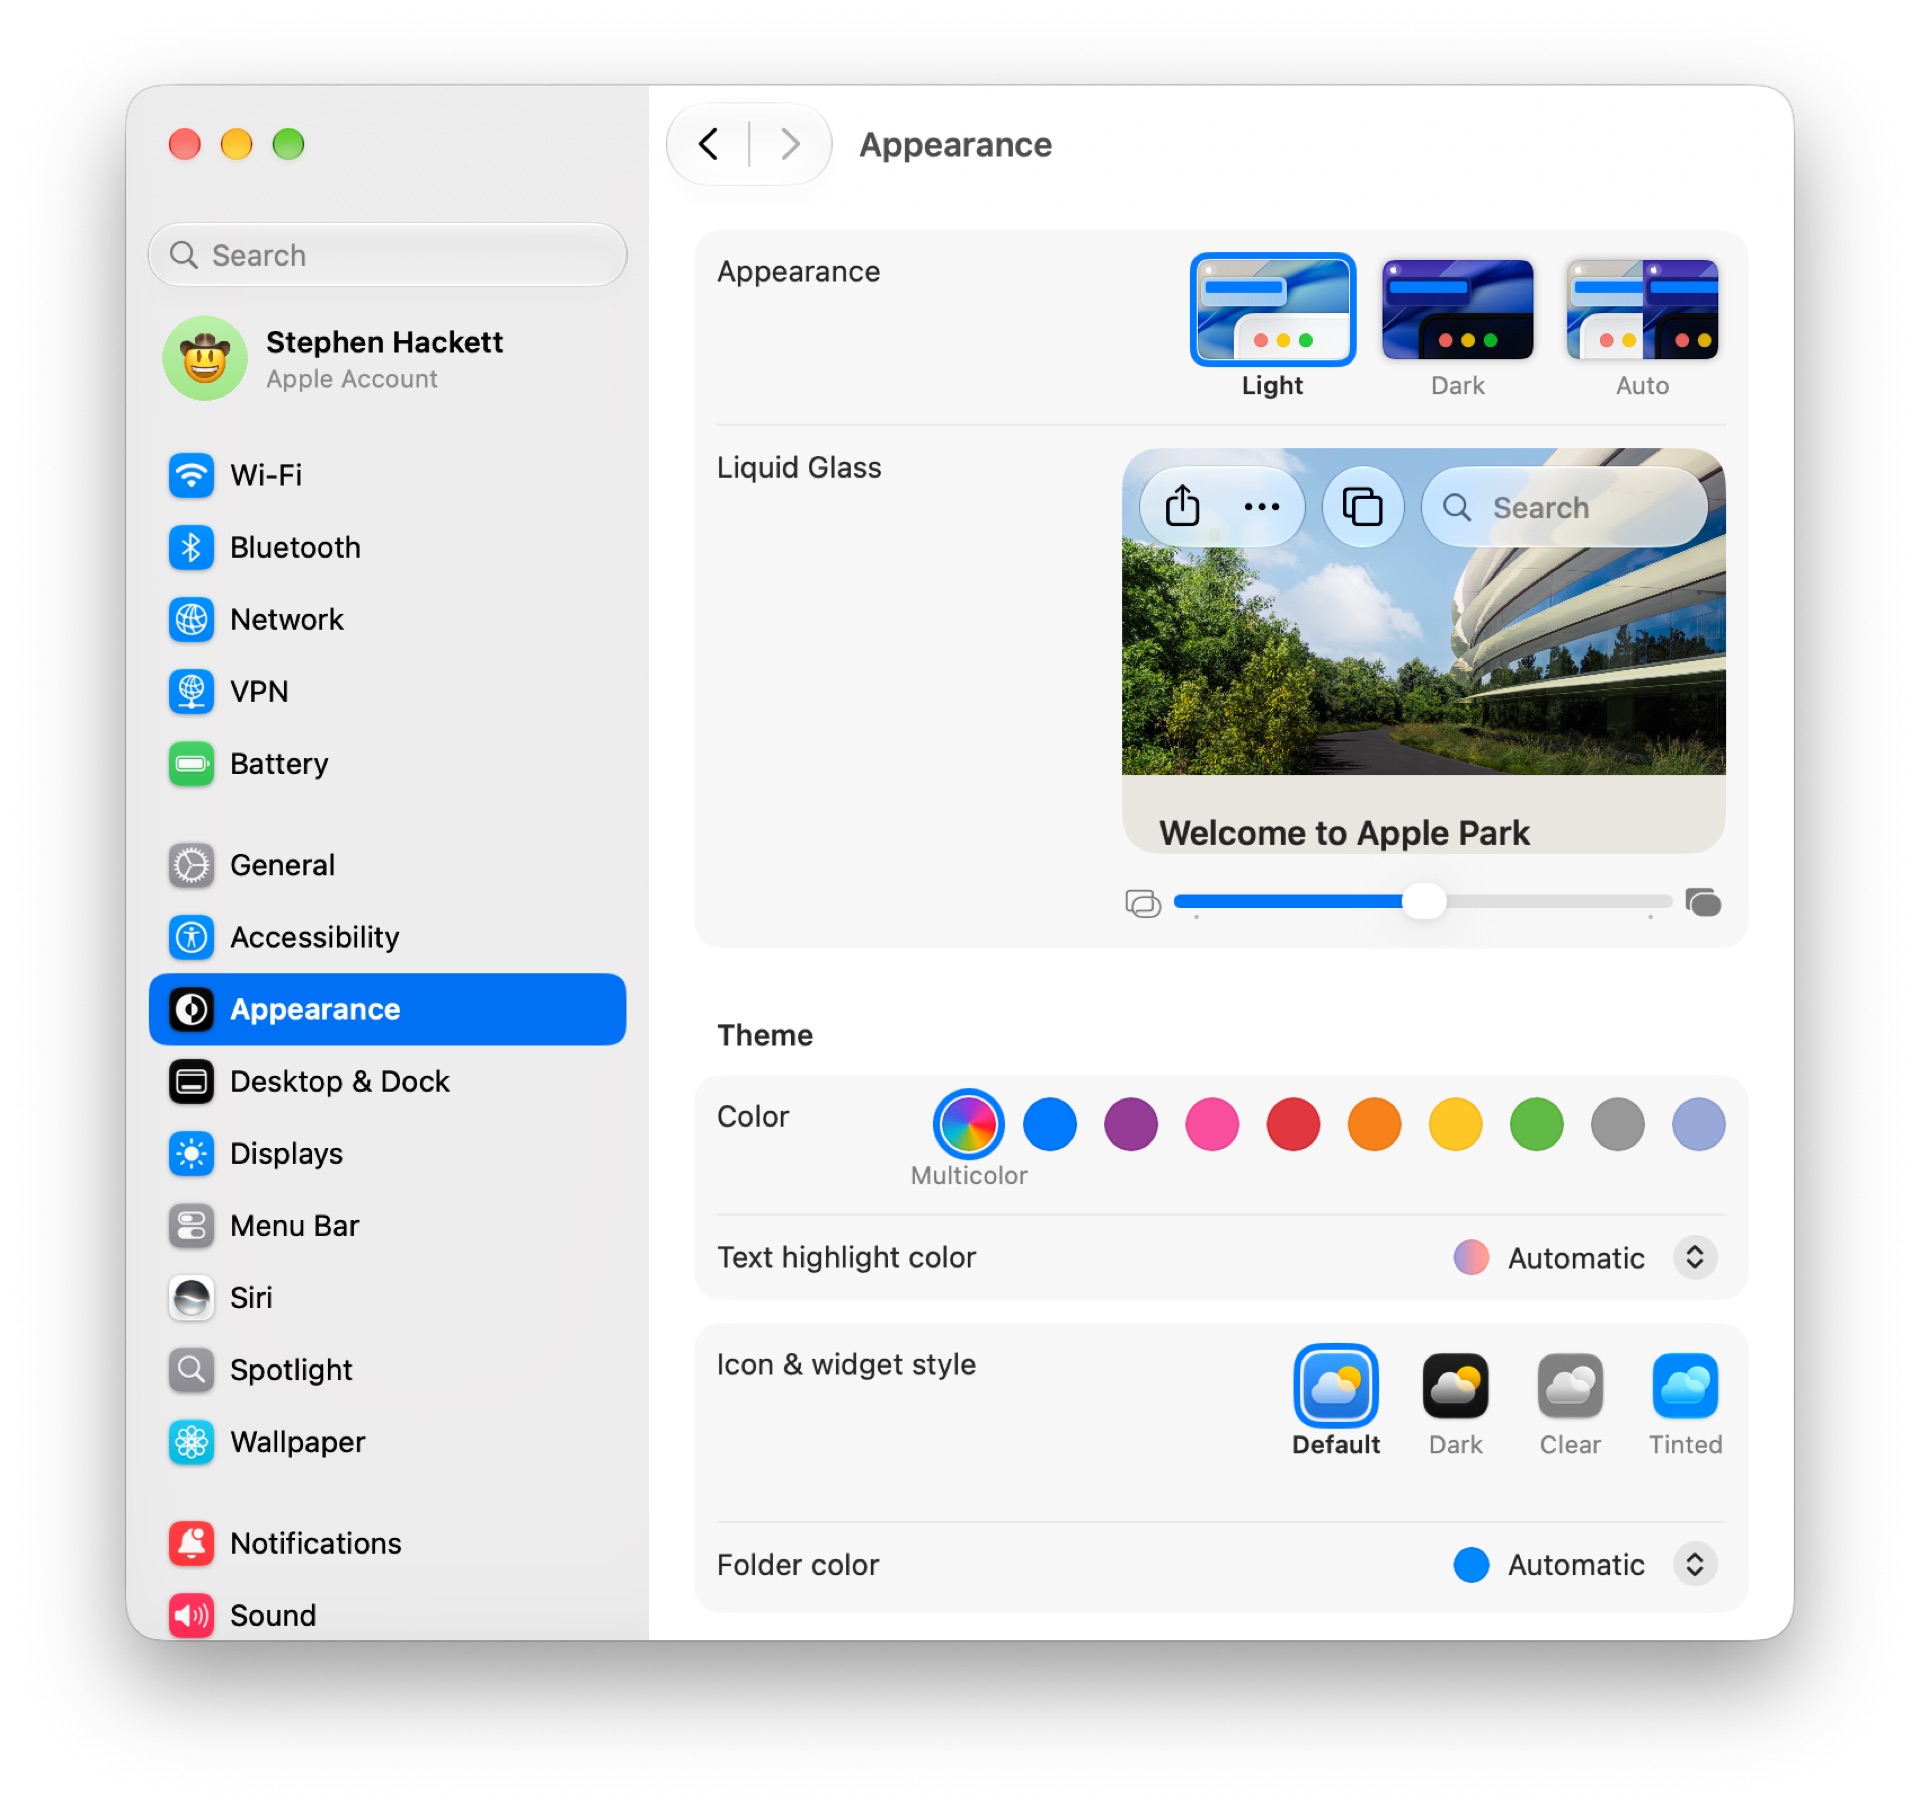 Search
Stephen Hackett
Apple Account
Wi-Fi
Bluetooth
Network
VPN
Battery
General
Accessibility
Appearance
Desktop & Dock
Displays
Menu Bar
Siri
Spotlight
Wallpaper
Notifications
Sound
Appearance
Appearance
Light
Dark
Auto
Liquid Glass
Search
Welcome to Apple Park
Theme
Color
Multicolor
Text highlight color
Automatic
Icon & widget style
Default
Dark
Clear
Tinted
Folder color
Automatic